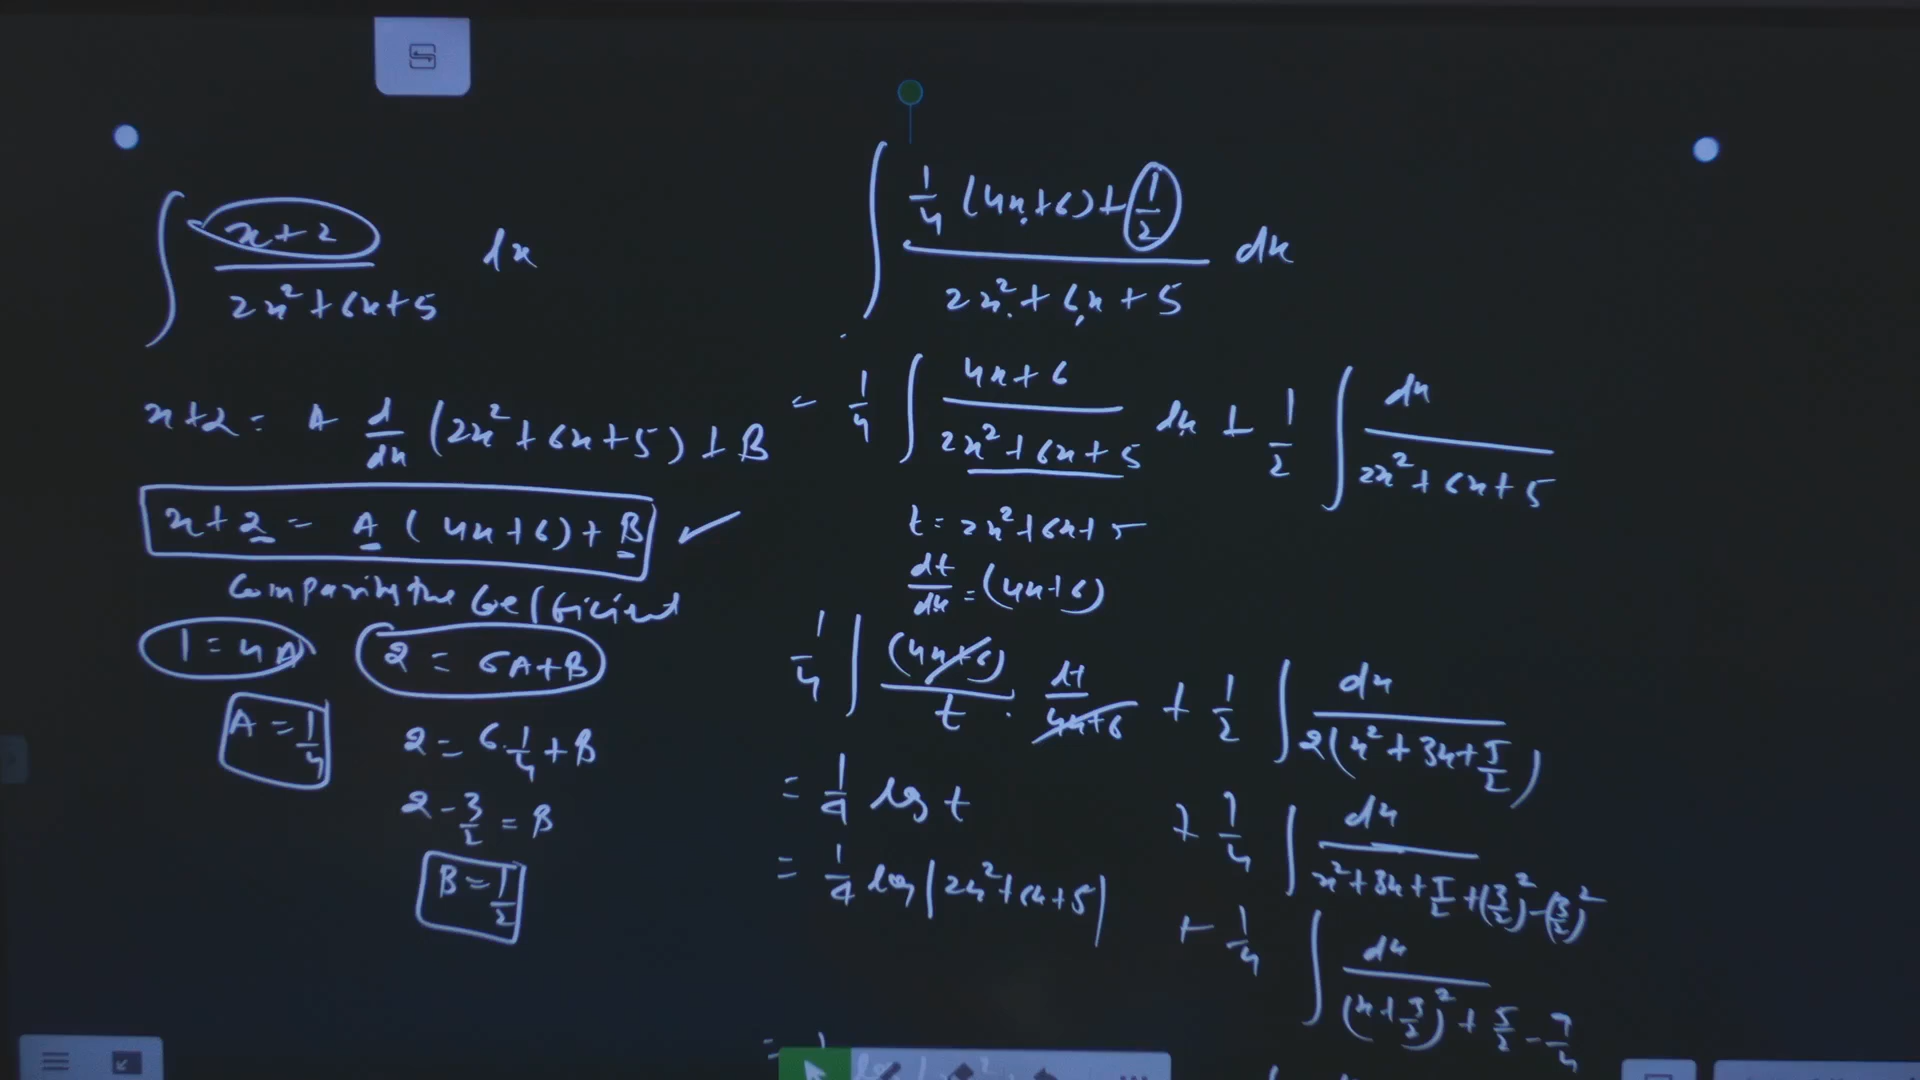 ∫ (x+2)/(2x²+6x+5) dx
x+2 = A d/dx (2x²+6x+5) + B
x+2 = A (4x+6) + B ✓
Comparing the Coefficient
1 = 4A
2 = 6A+B
A = 1/4
2 = 6·1/4 + B
2 - 3/2 = B
B = 1/2
∫ (1/4 (4x+6) + 1/2)/(2x²+6x+5) dx
= 1/4 ∫ (4x+6)/(2x²+6x+5) dx + 1/2 ∫ dx/(2x²+6x+5)
t = 2x²+6x+5
dt/dx = (4x+6)
1/4 ∫ (4x+6)/t · dt/(4x+6) + 1/2 ∫ dx/(2(x²+3x+5/2))
= 1/4 log t + 1/4 ∫ dx/(x²+3x+5/2+(3/2)²-(3/2)²)
= 1/4 log |2x²+6x+5| + 1/4 ∫ dx/((x+3/2)²+5/2-9/4)